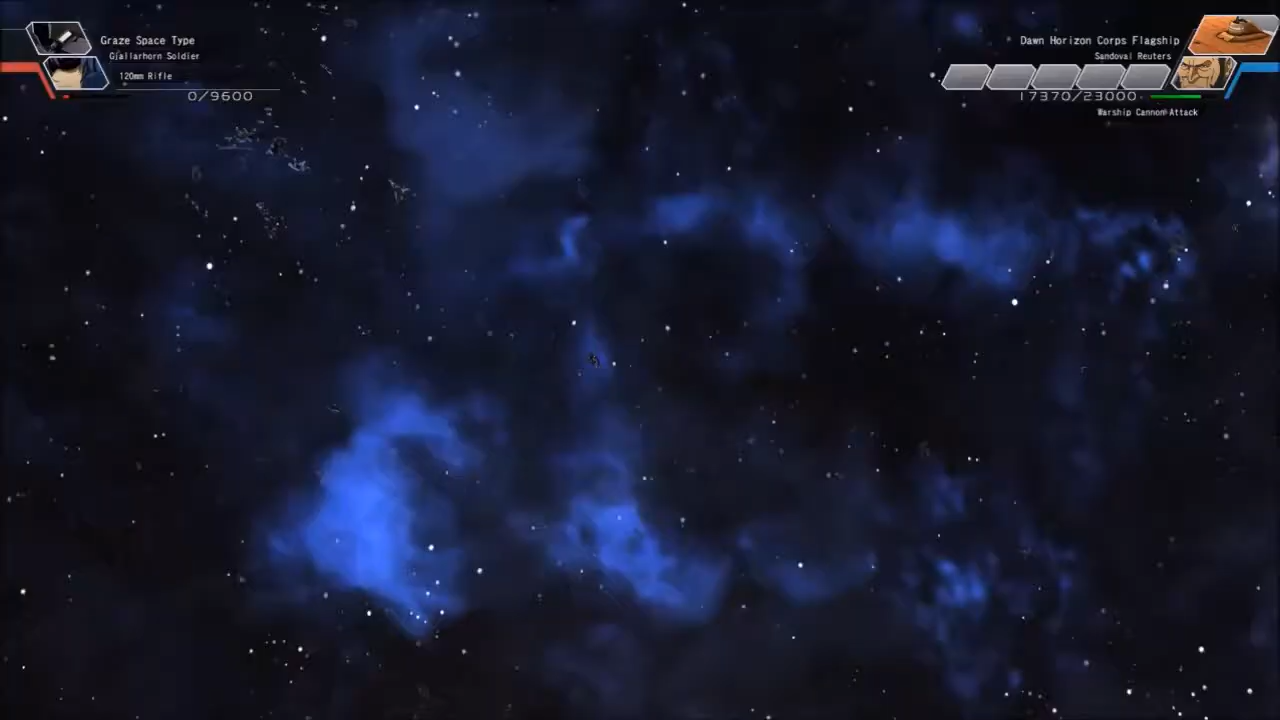 Graze Space Type
Gjallarhorn Soldier
120mm Rifle
0/9600
Dawn Horizon Corps Flagship
Sandoval Reuters
17370/23000
Warship Cannon Attack